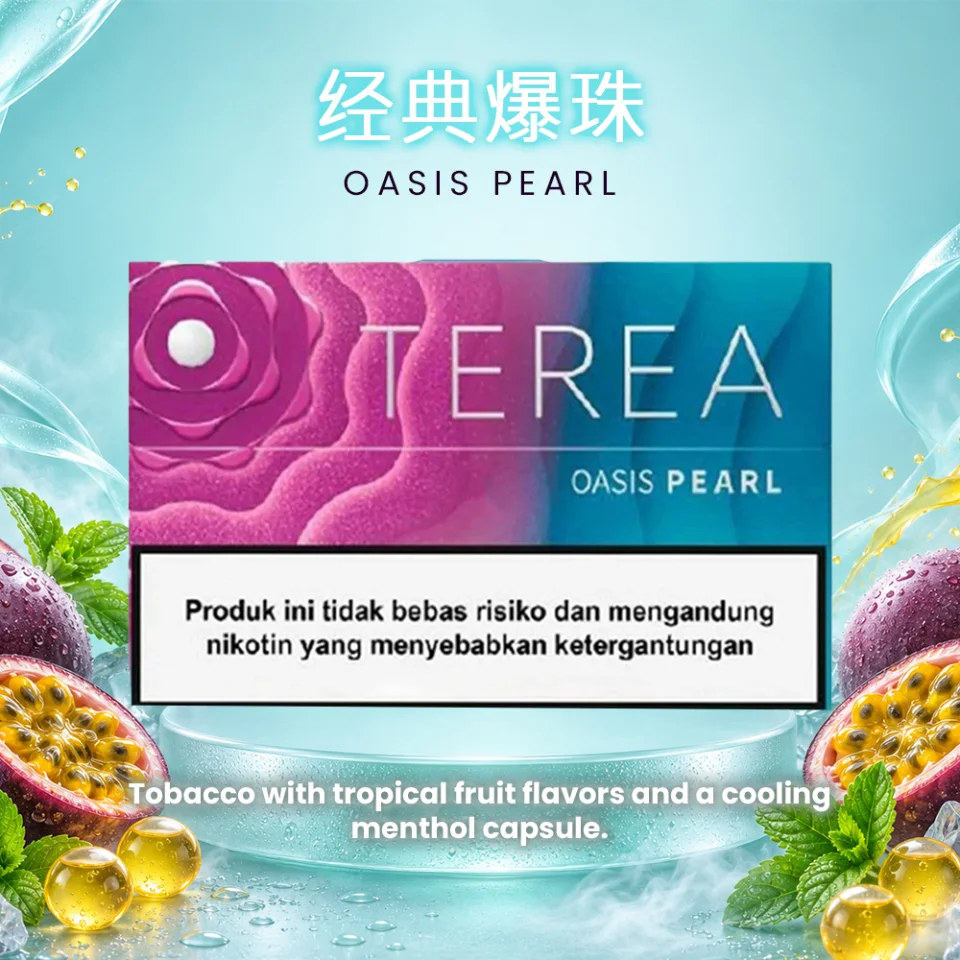 经典爆珠
OASIS PEARL
TEREA
OASIS PEARL
Produk ini tidak bebas risiko dan mengandung
nikotin yang menyebabkan ketergantungan
Tobacco with tropical fruit flavors and a cooling
menthol capsule.